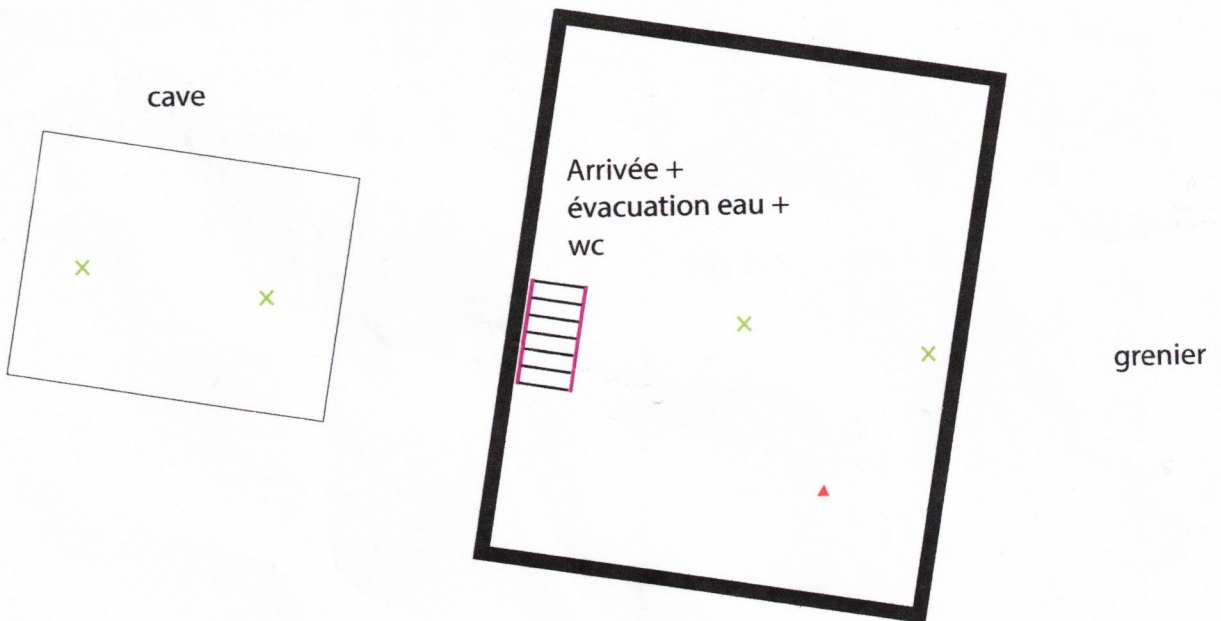 cave
Arrivée +
évacuation eau +
wc
grenier